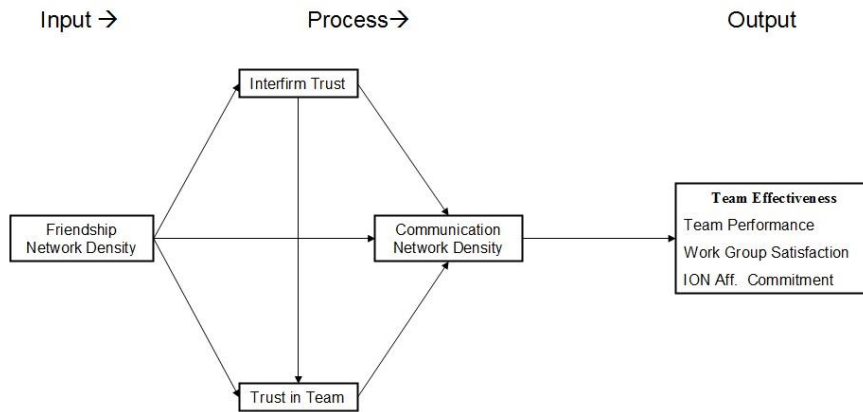 Input →
Process→
Output
Interfirm Trust
Friendship
Network Density
Communication
Network Density
Team Effectiveness
Team Performance
Work Group Satisfaction
ION Aff. Commitment
Trust in Team